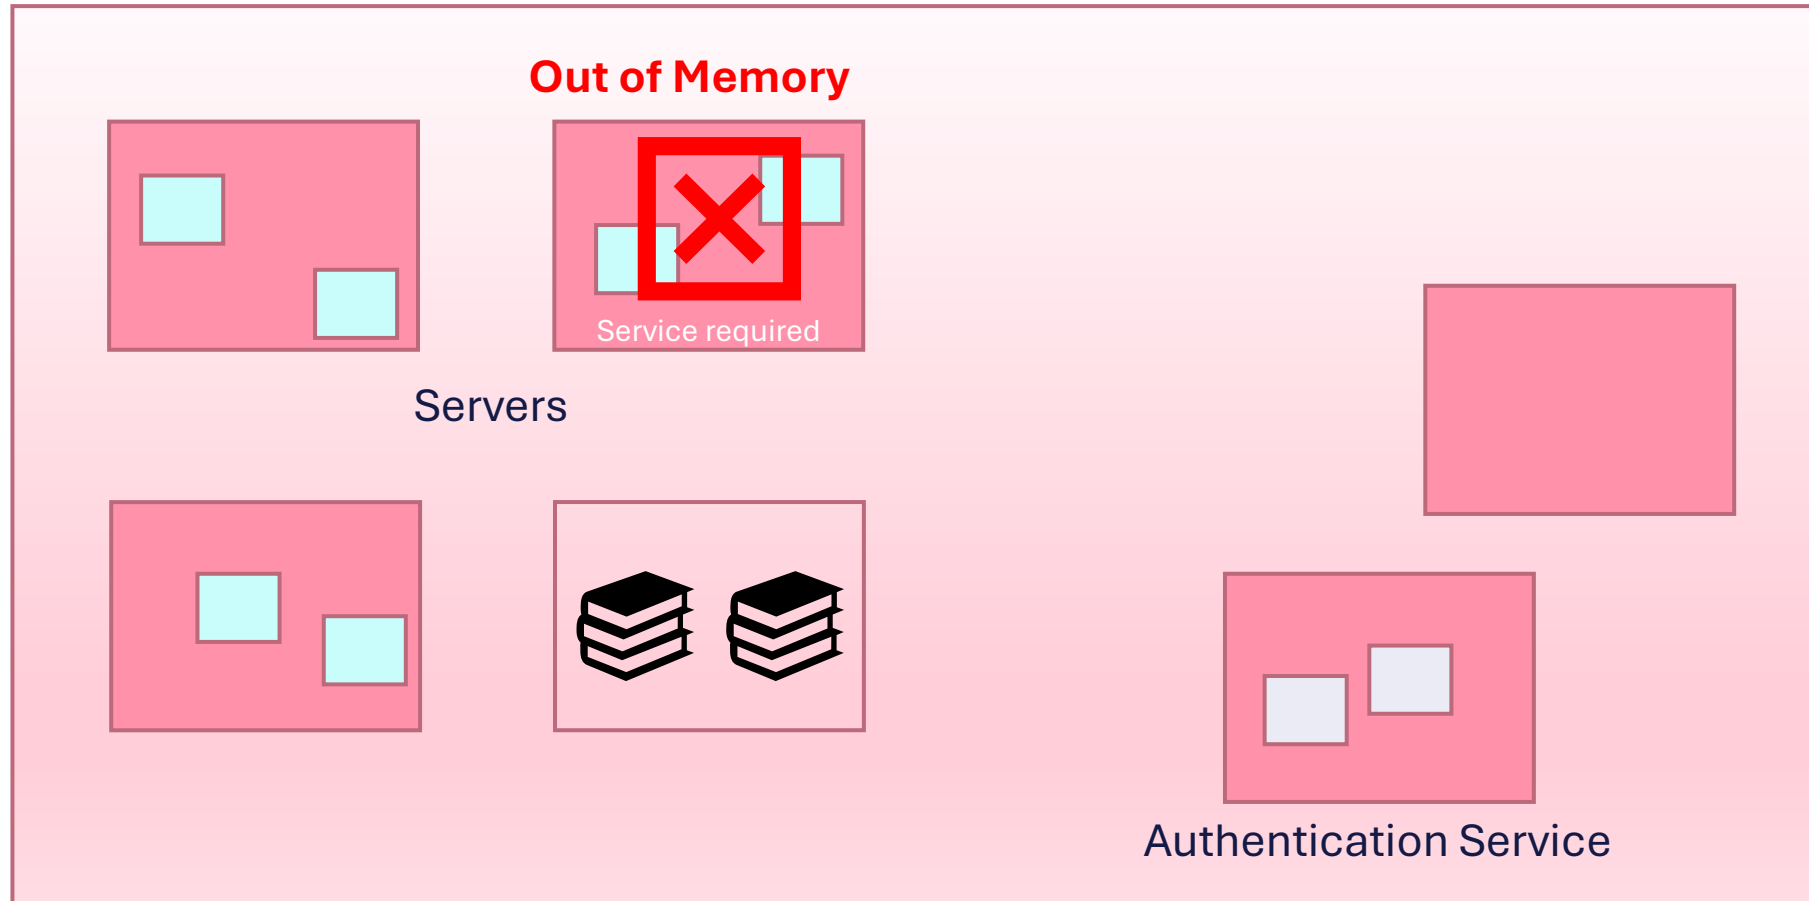 Out of Memory
Service required
Servers
Authentication Service